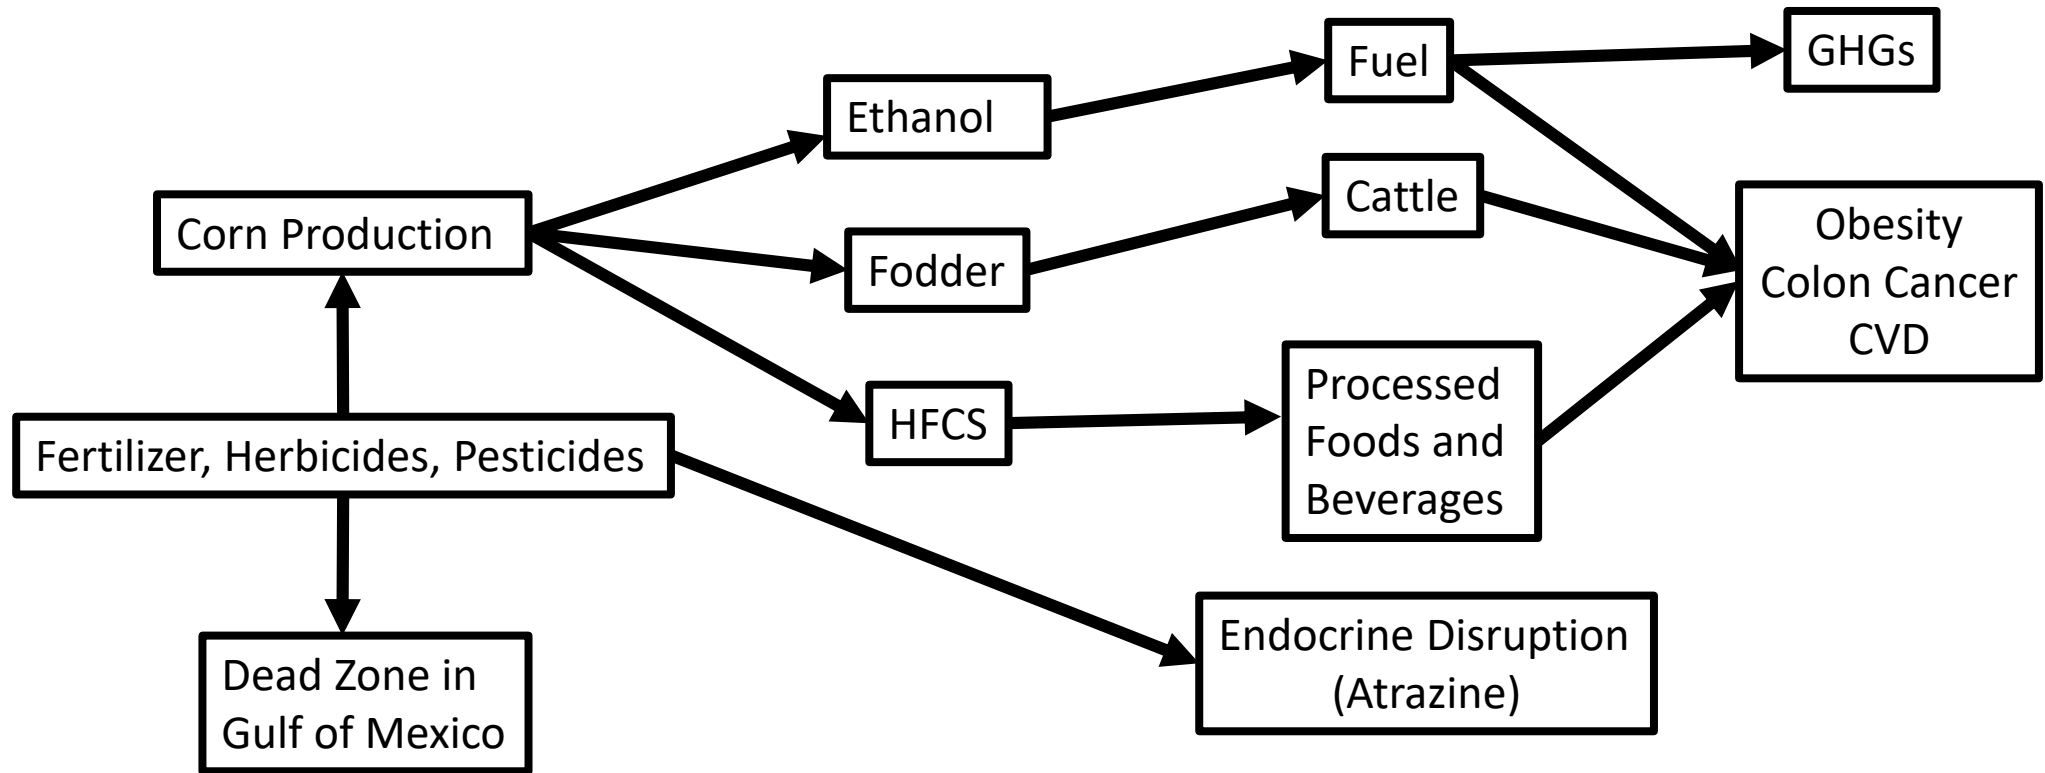 GHGs
Fuel
Ethanol
Cattle
Obesity
Colon Cancer
CVD
Corn Production
Fodder
Processed
Foods and
Beverages
HFCS
Fertilizer, Herbicides, Pesticides
Endocrine Disruption
(Atrazine)
Dead Zone in
Gulf of Mexico